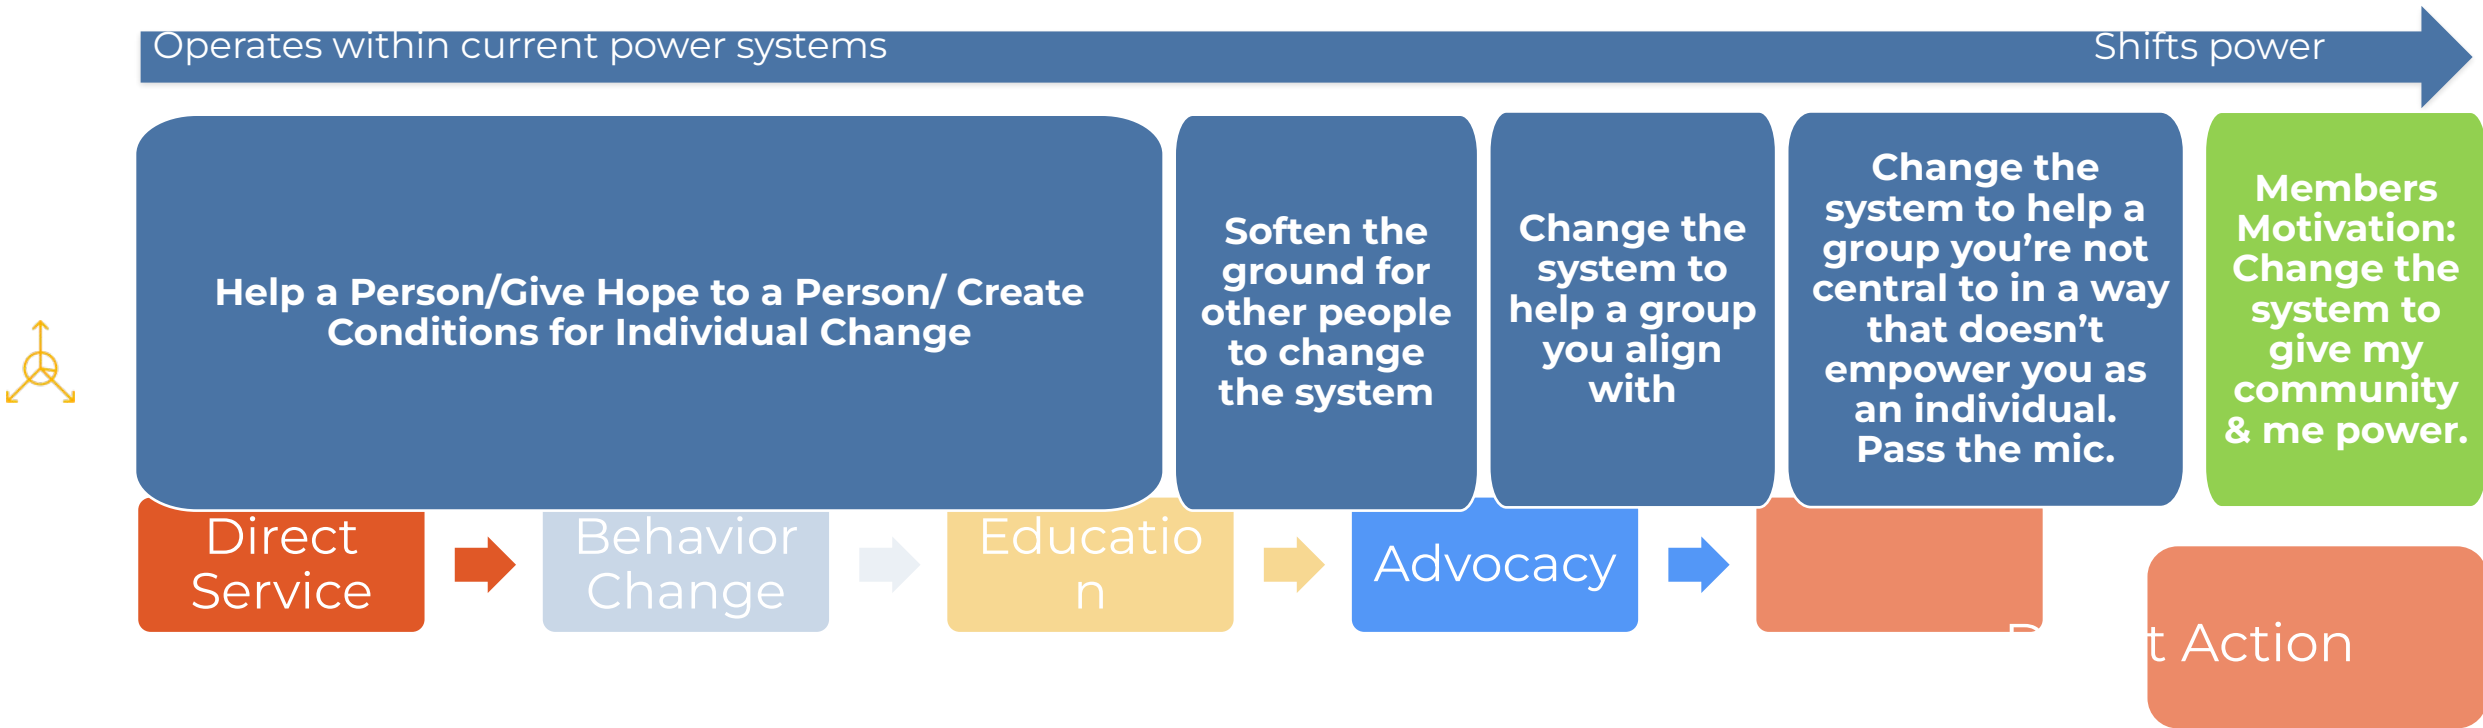 Operates within current power systems
Shifts power
Help a Person/Give Hope to a Person/ Create
Conditions for Individual Change
Soften the
ground for
other people
to change
the system
Change the
system to
help a group
you align
with
Change the
system to help a
group you’re not
central to in a way
that doesn’t
empower you as
an individual.
Pass the mic.
Members
Motivation:
Change the
system to
give my
community
& me power.
Direct
Service
Behavior
Change
Educatio
n
Advocacy
Action